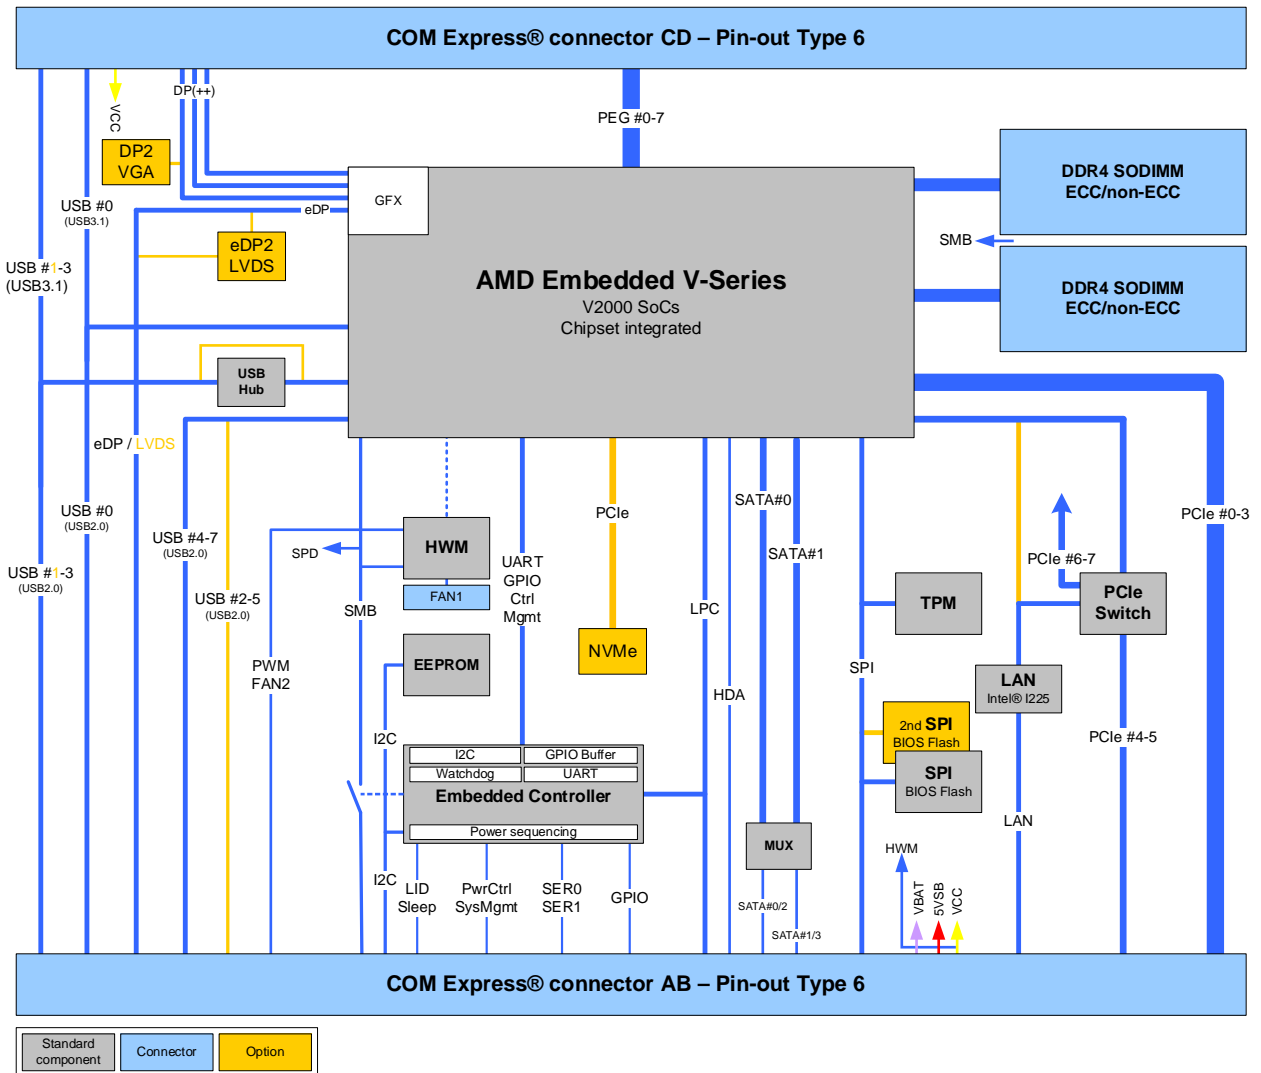 COM Express® connector CD – Pin-out Type 6
DP(++)
VCC
PEG #0-7
DP2
VGA
DDR4 SODIMM
ECC/non-ECC
GFX
USB #0
(USB3.1)
eDP
SMB
eDP2
LVDS
USB #1-3
(USB3.1)
AMD Embedded V-Series
V2000 SoCs
Chipset integrated
DDR4 SODIMM
ECC/non-ECC
USB
Hub
eDP / LVDS
SATA#0
PCIe
PCIe #0-3
USB #0
(USB2.0)
USB #4-7
(USB2.0)
SPD
HWM
UART
GPIO
Ctrl
Mgmt
SATA#1
PCIe #6-7
USB #1-3
(USB2.0)
USB #2-5
(USB2.0)
FAN1
SMB
LPC
TPM
PCIe
Switch
PWM
FAN2
EEPROM
NVMe
SPI
HDA
LAN
Intel® I225
I2C
2nd SPI
BIOS Flash
PCIe #4-5
I2C
GPIO Buffer
Watchdog
UART
Embedded Controller
Power sequencing
SPI
BIOS Flash
LAN
MUX
HWM
I2C
LID
Sleep
PwrCtrl
SysMgmt
SER0
SER1
GPIO
SATA#0/2
SATA#1/3
VBAT
5VSB
VCC
COM Express® connector AB – Pin-out Type 6
Standard
component
Connector
Option